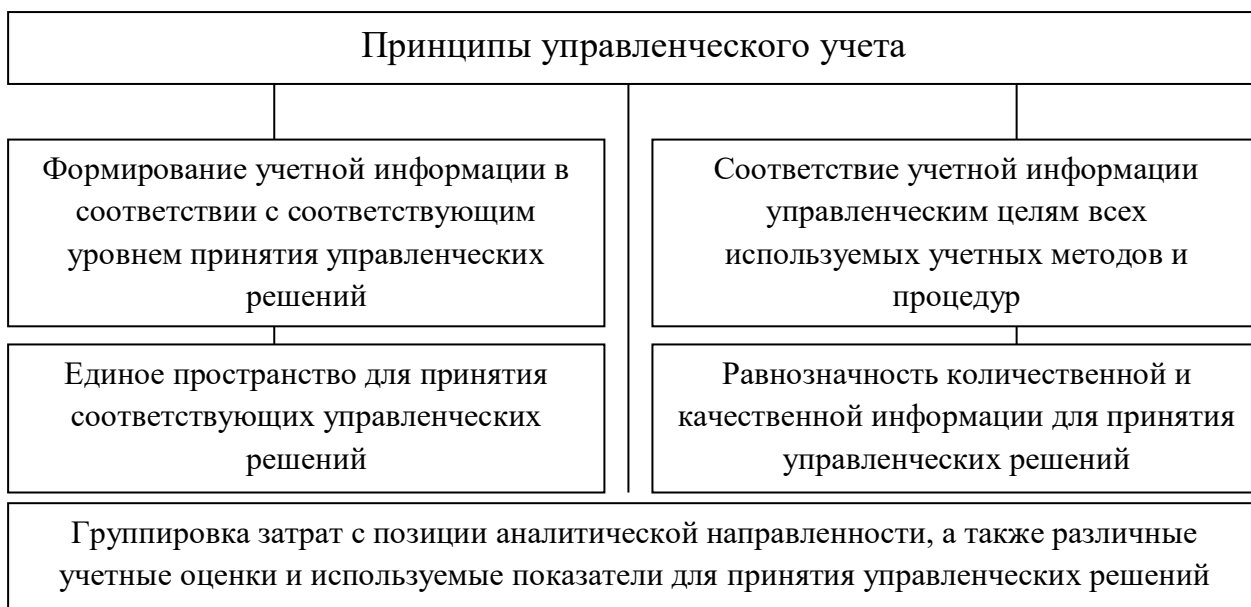 Принципы управленческого учета
Формирование учетной информации в
соответствии с соответствующим
уровнем принятия управленческих
решений
Соответствие учетной информации
управленческим целям всех
используемых учетных методов и
процедур
Единое пространство для принятия
соответствующих управленческих
решений
Равнозначность количественной и
качественной информации для принятия
управленческих решений
Группировка затрат с позиции аналитической направленности, а также различные
учетные оценки и используемые показатели для принятия управленческих решений